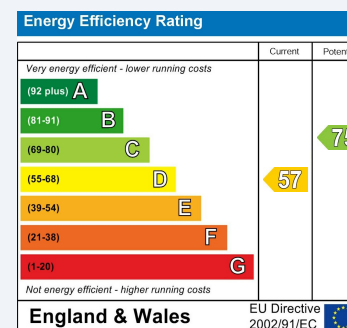 Energy Efficiency Rating
Current
Very energy efficient - lower running costs
(92 plus) A
(81-91) B
(69-80) C
(55-68) D
57
(39-54) E
(21-38) F
(1-20) G
Not energy efficient - higher running costs
England & Wales
EU Directive
2002/91/EC